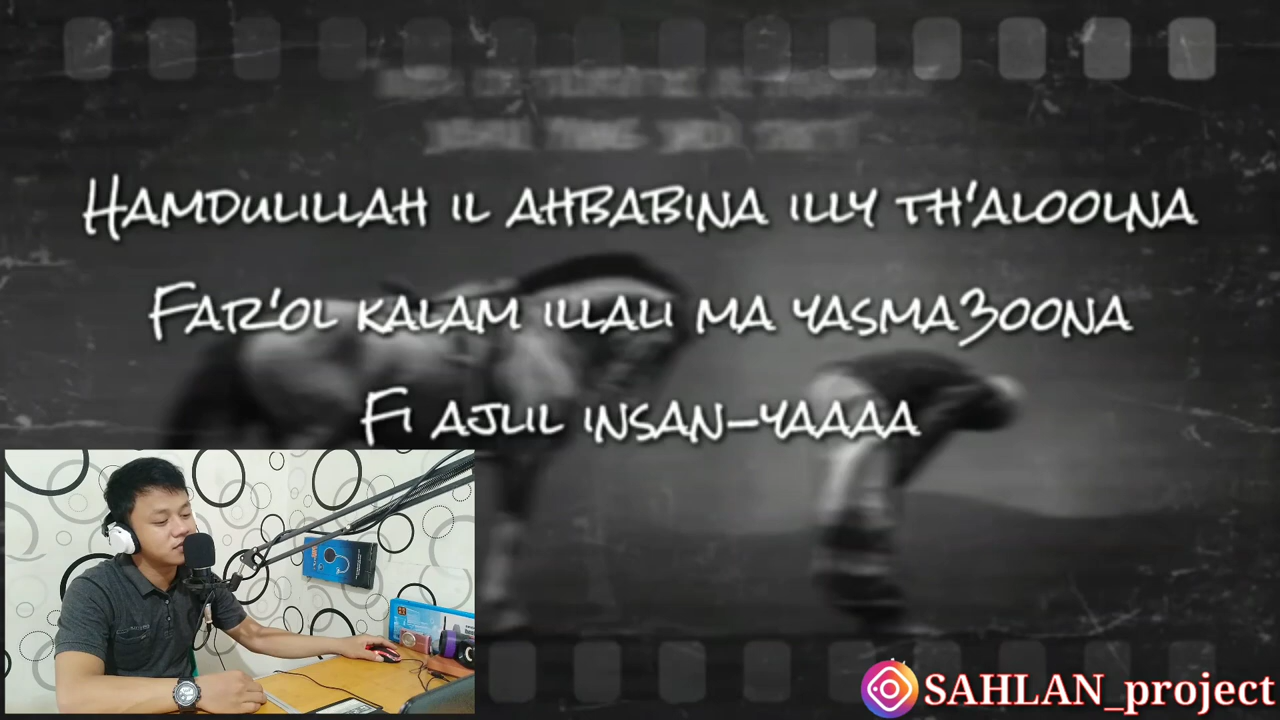 Hamdulillah il ahbabina illy th'aloolna
Far'ol kalam illali ma yasma3oona
Fi ajlil insan-yaaaa
SAHLAN_project